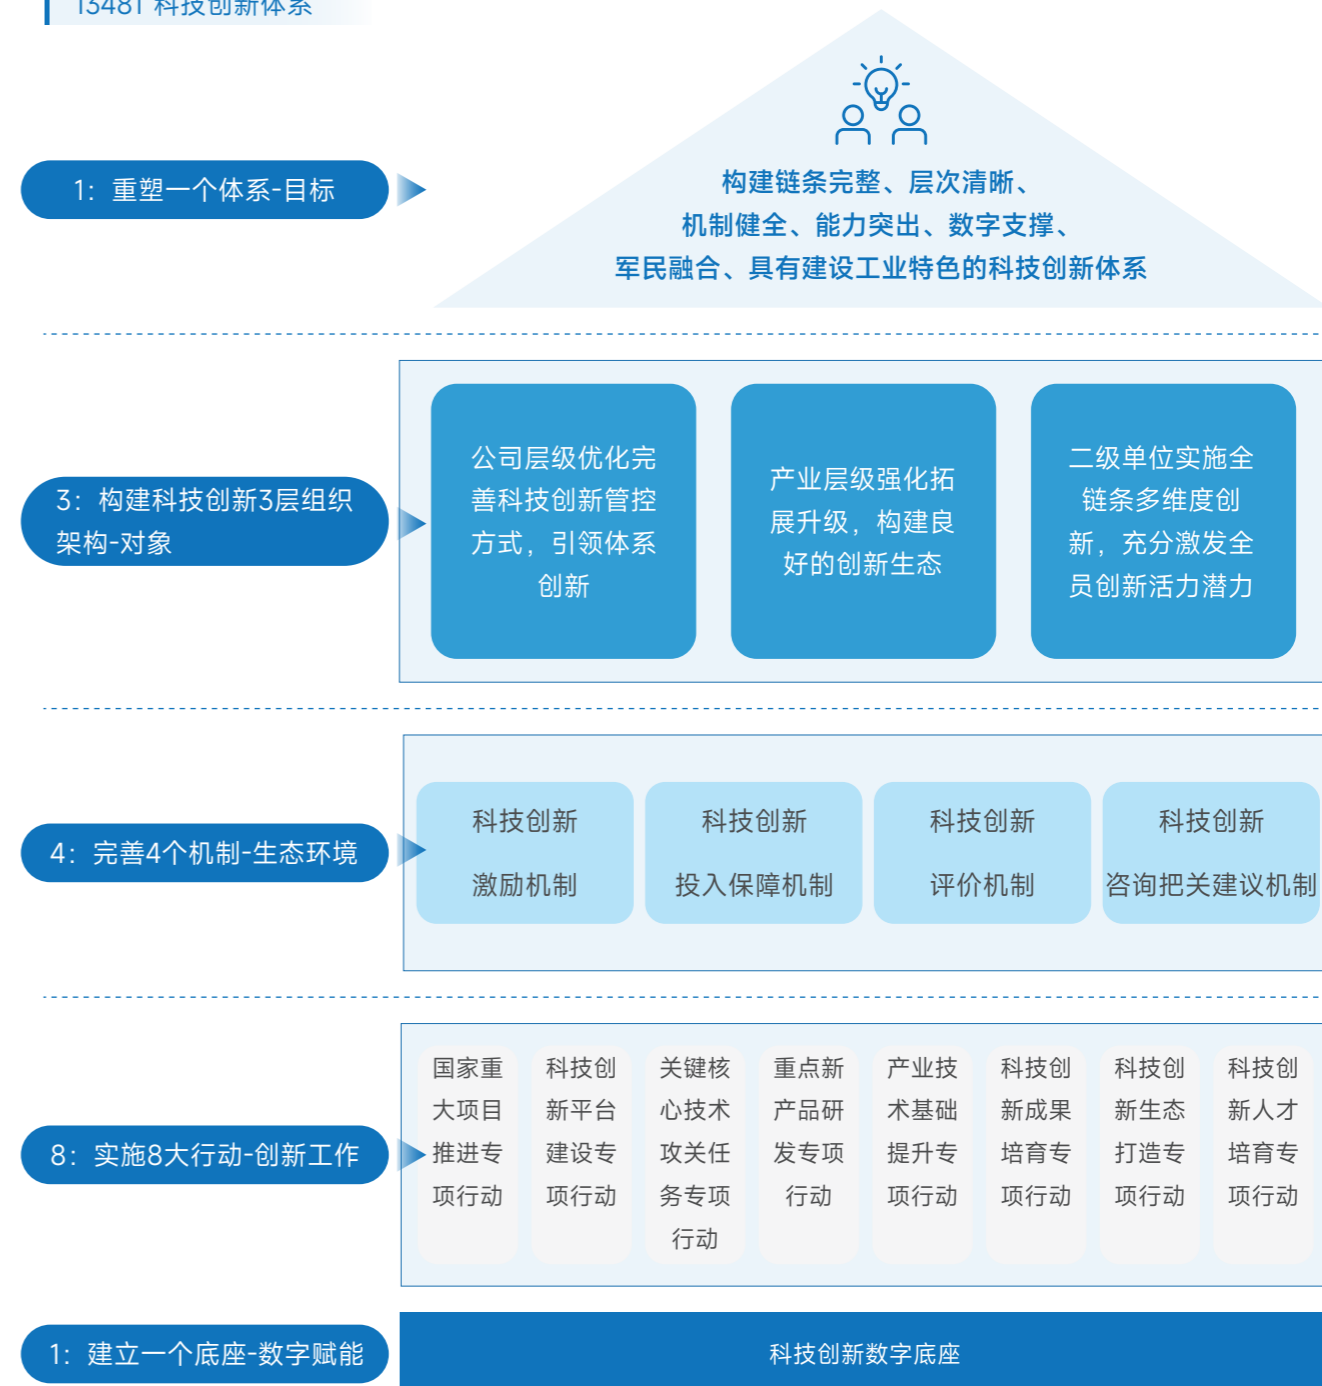 13481 科技创新体系
1：重塑一个体系-目标
构建链条完整、层次清晰、
机制健全、能力突出、数字支撑、
军民融合、具有建设工业特色的科技创新体系
3：构建科技创新3层组织
架构-对象
公司层级优化完
善科技创新管控
方式，引领体系
创新
产业层级强化拓
展升级，构建良
好的创新生态
二级单位实施全
链条多维度创
新，充分激发全
员创新活力潜力
4：完善4个机制-生态环境
科技创新
激励机制
科技创新
投入保障机制
科技创新
评价机制
科技创新
咨询把关建议机制
8：实施8大行动-创新工作
国家重
大项目
推进专
项行动
科技创
新平台
建设专
项行动
关键核
心技术
攻关任
务专项
行动
重点新
产品研
发专项
行动
产业技
术基础
提升专
项行动
科技创
新成果
培育专
项行动
科技创
新生态
打造专
项行动
科技创
新人才
培育专
项行动
1：建立一个底座-数字赋能
科技创新数字底座